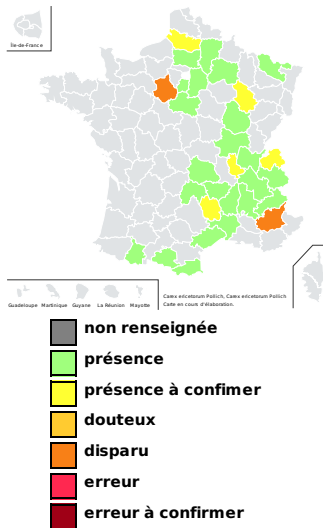 Île-de-France
Guadeloupe Martinique Guyane La Réunion Mayotte
Carex ericetorum Pollich, Carex ericetorum Pollich
Carte en cours d'élaboration.
non renseignée
présence
présence à confimer
douteux
disparu
erreur
erreur à confirmer